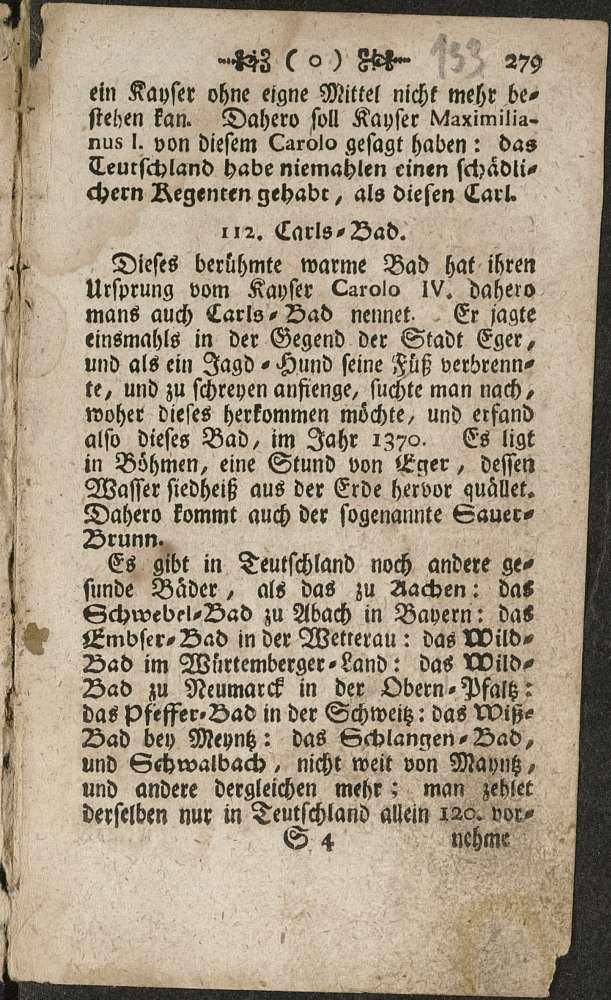 ( o ) 133 279
ein Kayser ohne eigne Mittel nicht mehr be-
stehen kan. Dahero soll Kayser Maximilia-
nus I. von diesem Carolo gesagt haben: das
Teutschland habe niemahlen einen schädli-
chern Regenten gehabt, als diesen Carl.
112. Carls-Bad.
Dieses berühmte warme Bad hat ihren
Ursprung vom Kayser Carolo IV. dahero
mans auch Carls-Bad nennet. Er jagte
einsmahls in der Gegend der Stadt Eger,
und als ein Jagd-Hund seine Füß verbrenn-
te, und zu schreyen anfienge, suchte man nach,
woher dieses herkommen möchte, und erfand
also dieses Bad, im Jahr 1370. Es ligt
in Böhmen, eine Stund von Eger, dessen
Wasser siedheiß aus der Erde hervor quället.
Dahero kommt auch der sogenannte Sauer-
Brunn.
Es gibt in Teutschland noch andere ge-
sunde Bäder, als das zu Aachen: das
Schwebel-Bad zu Abach in Bayern: das
Embser-Bad in der Wetterau: das Wild-
Bad im Würtemberger-Land: das Wild-
Bad zu Neumarck in der Obern-Pfaltz:
das Pfeffer-Bad in der Schweitz: das Wiß-
Bad bey Meyntz: das Schlangen-Bad,
und Schwalbach, nicht weit von Mayntz,
und andere dergleichen mehr; man zehlet
derselben nur in Teutschland allein 120. vor-
S 4 nehme